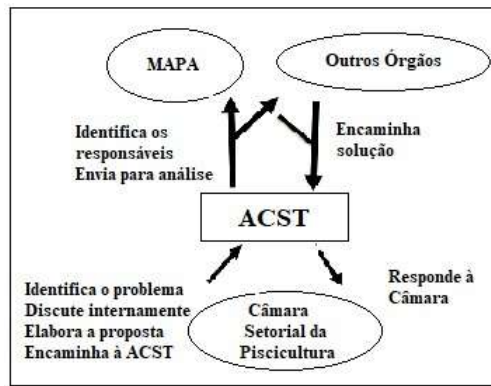 MAPA
Outros Órgãos
Identifica os
responsáveis
Envia para análise
Encaminha
solução
ACST
Identifica o problema
Discute internamente
Elabora a proposta
Encaminha à ACST
Câmara
Setorial da
Piscicultura
Responde à
Câmara